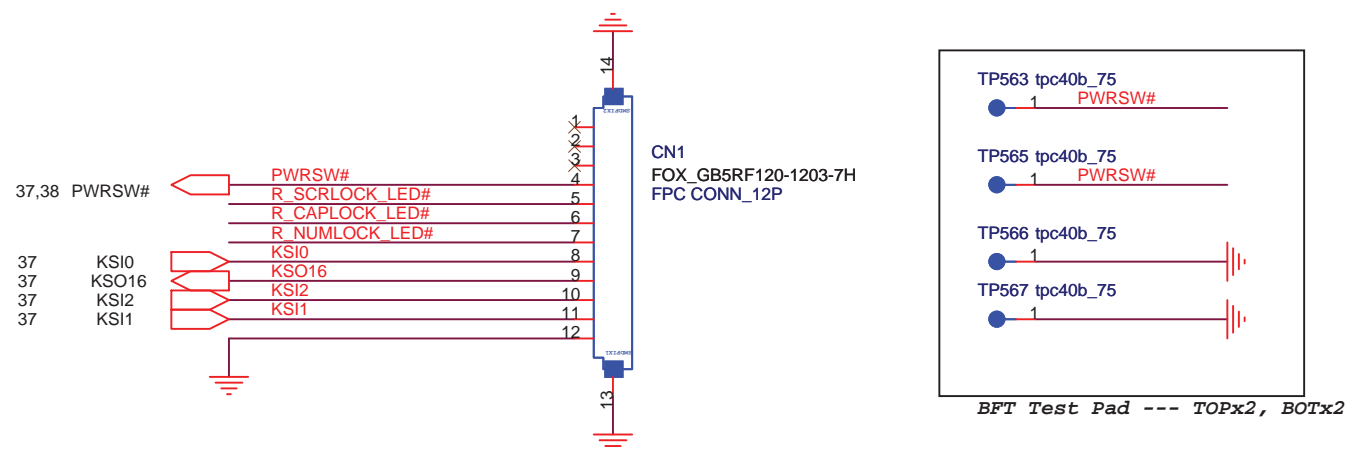 14
SMDFIX2
1
2
3
PWRSW#
4
37,38 PWRSW#
R_SCRLOCK_LED#
5
R_CAPLOCK_LED#
6
R_NUMLOCK_LED#
7
37 KSI0
KSI0
8
37 KSO16
KSO16
9
37 KSI2
KSI2
10
37 KSI1
KSI1
11
12
SMDFIX1
13
CN1
FOX_GB5RF120-1203-7H
FPC CONN_12P
TP563 tpc40b_75
1 PWRSW#
TP565 tpc40b_75
1 PWRSW#
TP566 tpc40b_75
1
TP567 tpc40b_75
1
BFT Test Pad --- TOPx2, BOTx2